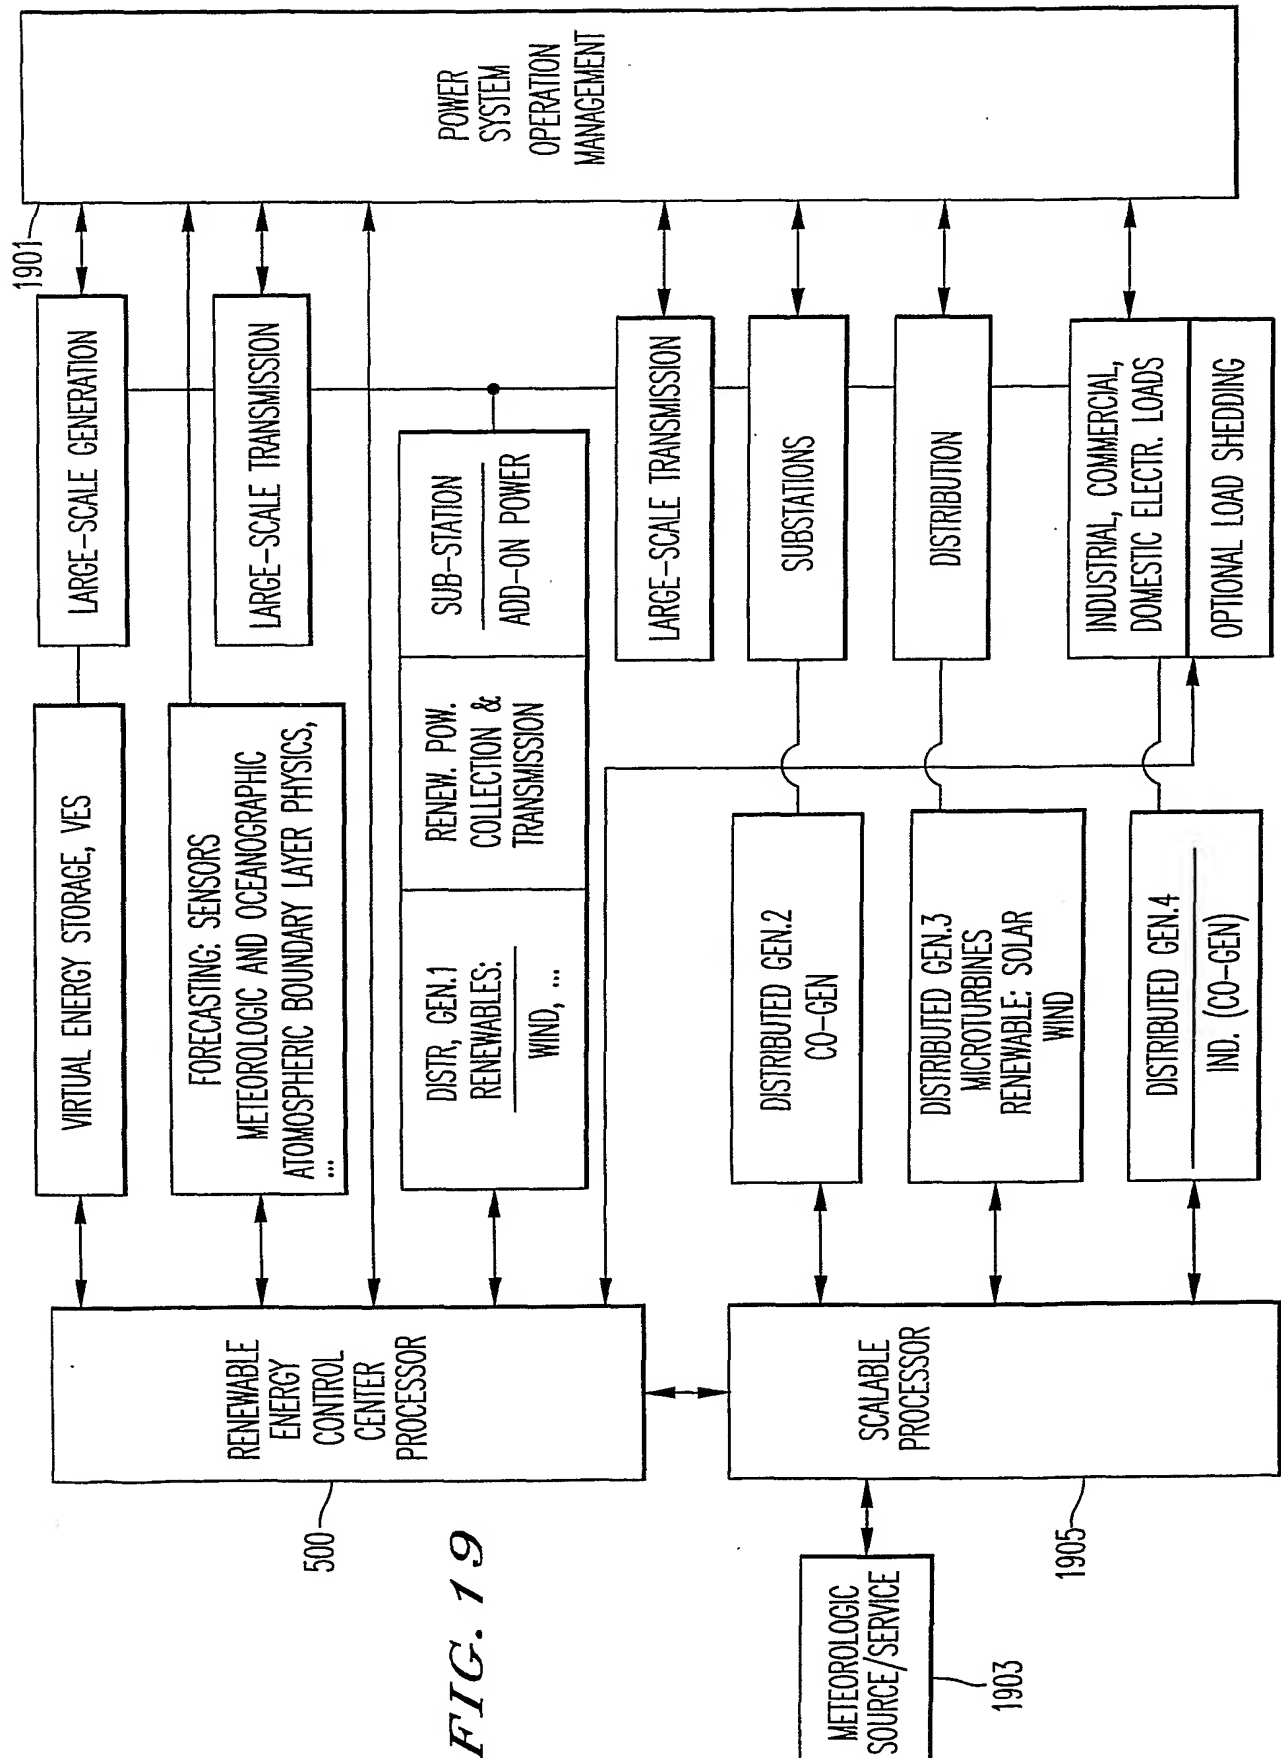 POWER
SYSTEM
OPERATION
MANAGEMENT
1901
LARGE-SCALE GENERATION
LARGE-SCALE TRANSMISSION
SUB-STATION
ADD-ON POWER
LARGE-SCALE TRANSMISSION
SUBSTATIONS
DISTRIBUTION
INDUSTRIAL, COMMERCIAL,
DOMESTIC ELECTR. LOADS
OPTIONAL LOAD SHEDDING
VIRTUAL ENERGY STORAGE, VES
FORECASTING: SENSORS
METEOROLOGIC AND OCEANOGRAPHIC
ATOMOSPHERIC BOUNDARY LAYER PHYSICS,
...
RENEW. POW.
COLLECTION &
TRANSMISSION
DISTR, GEN.1
RENEWABLES:
WIND, ...
DISTRIBUTED GEN.2
CO-GEN
DISTRIBUTED GEN.3
MICROTURBINES
RENEWABLE: SOLAR
WIND
DISTRIBUTED GEN.4
IND. (CO-GEN)
RENEWABLE
ENERGY
CONTROL
CENTER
PROCESSOR
500
SCALABLE
PROCESSOR
1905
METEOROLOGIC
SOURCE/SERVICE
1903
FIG. 19